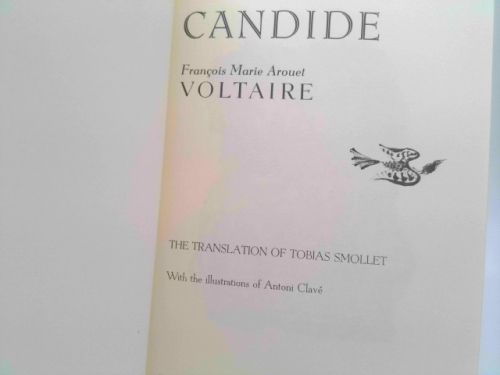 CANDIDE
François Marie Arouet
VOLTAIRE
THE TRANSLATION OF TOBIAS SMOLLET
With the illustrations of Antoni Clavé